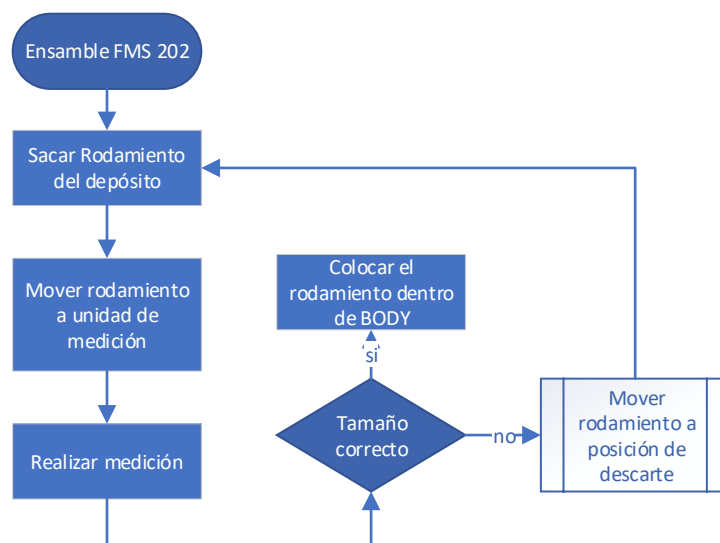 Ensamble FMS 202
Sacar Rodamiento
del depósito
Mover rodamiento
a unidad de
medición
Realizar medición
Colocar el
rodamiento dentro
de BODY
si
Tamaño
correcto
no
Mover
rodamiento a
posición de
descarte